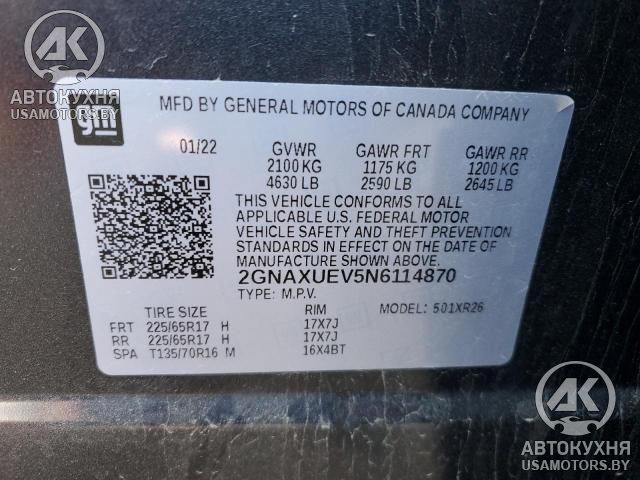 АК
АВТОКУХНЯ
USAMOTORS.BY
gm
MFD BY GENERAL MOTORS OF CANADA COMPANY
01/22 GVWR GAWR FRT GAWR RR
2100 KG 1175 KG 1200 KG
4630 LB 2590 LB 2645 LB
THIS VEHICLE CONFORMS TO ALL
APPLICABLE U.S. FEDERAL MOTOR
VEHICLE SAFETY AND THEFT PREVENTION
STANDARDS IN EFFECT ON THE DATE OF
MANUFACTURE SHOWN ABOVE.
2GNAXUEV5N6114870
TYPE: M.P.V. MODEL: 501XR26
TIRE SIZE RIM
FRT 225/65R17 H 17X7J
RR 225/65R17 H 17X7J
SPA T135/70R16 M 16X4BT
АК
АВТОКУХНЯ
USAMOTORS.BY